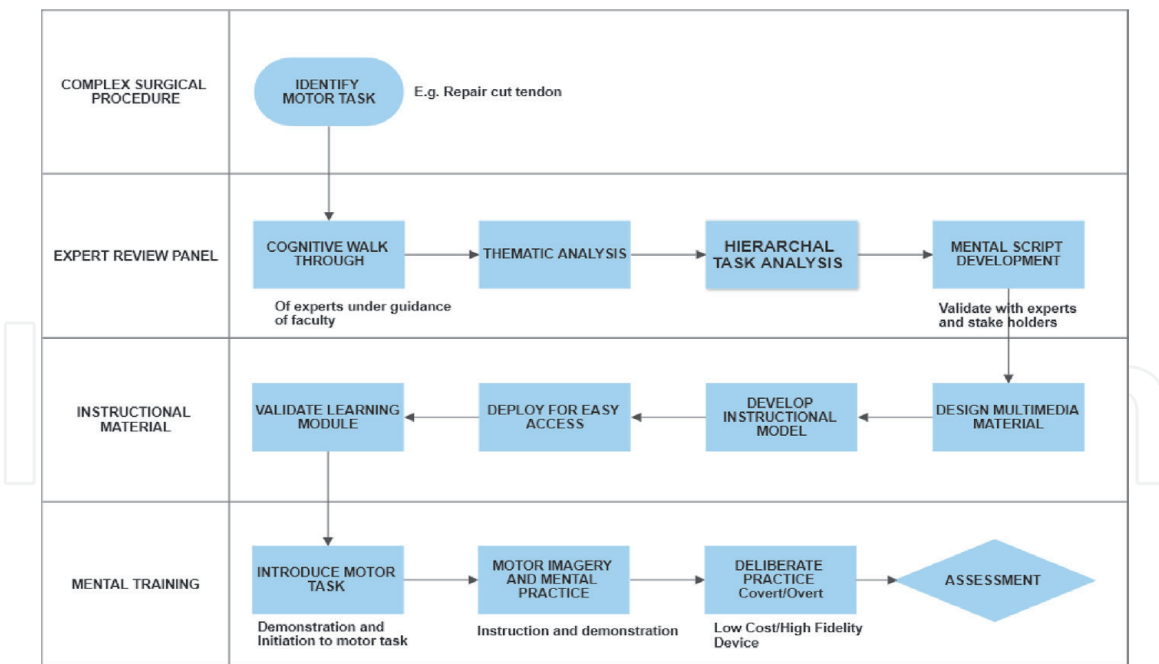 COMPLEX SURGICAL
PROCEDURE
IDENTIFY
MOTOR TASK
E.g. Repair cut tendon
EXPERT REVIEW PANEL
COGNITIVE WALK
THROUGH
Of experts under guidance
of faculty
THEMATIC ANALYSIS
HIERARCHAL
TASK ANALYSIS
MENTAL SCRIPT
DEVELOPMENT
Validate with experts
and stake holders
INSTRUCTIONAL
MATERIAL
VALIDATE LEARNING
MODULE
DEPLOY FOR EASY
ACCESS
DEVELOP
INSTRUCTIONAL
MODEL
DESIGN MULTIMEDIA
MATERIAL
MENTAL TRAINING
INTRODUCE MOTOR
TASK
Demonstration and
Initiation to motor task
MOTOR IMAGERY
AND MENTAL
PRACTICE
Instruction and demonstration
DELIBERATE
PRACTICE
Covert/Overt
Low Cost/High Fidelity
Device
ASSESSMENT